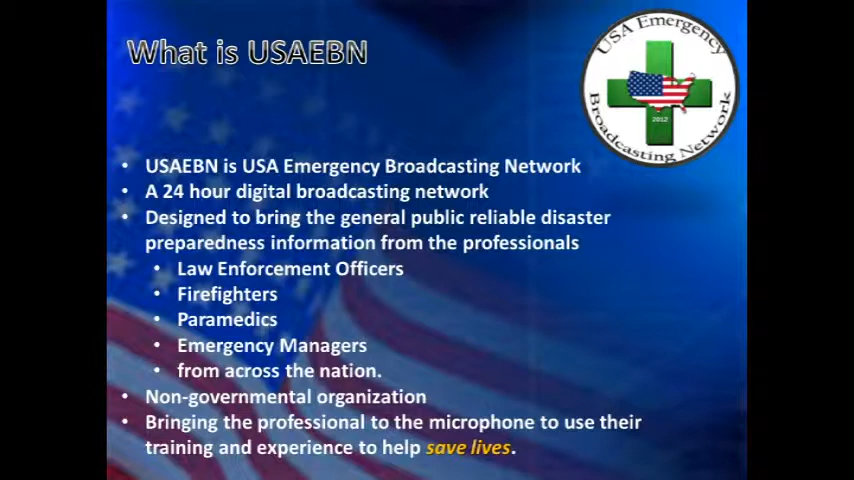 What is USAEBN
USA Emergency
Broadcasting Network
2012
• USAEBN is USA Emergency Broadcasting Network
• A 24 hour digital broadcasting network
• Designed to bring the general public reliable disaster
preparedness information from the professionals
• Law Enforcement Officers
• Firefighters
• Paramedics
• Emergency Managers
• from across the nation.
• Non-governmental organization
• Bringing the professional to the microphone to use their
training and experience to help save lives.